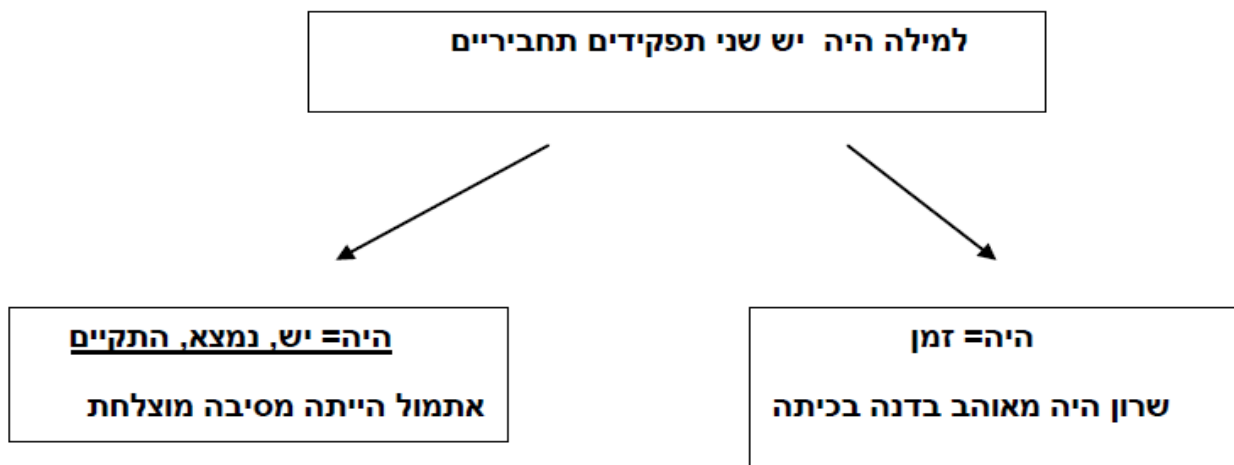 למילה היה יש שני תפקידים תחביריים
היה= זמן
שרון היה מאוהב בדנה בכיתה
היה= יש, נמצא, התקיים
אתמול הייתה מסיבה מוצלחת